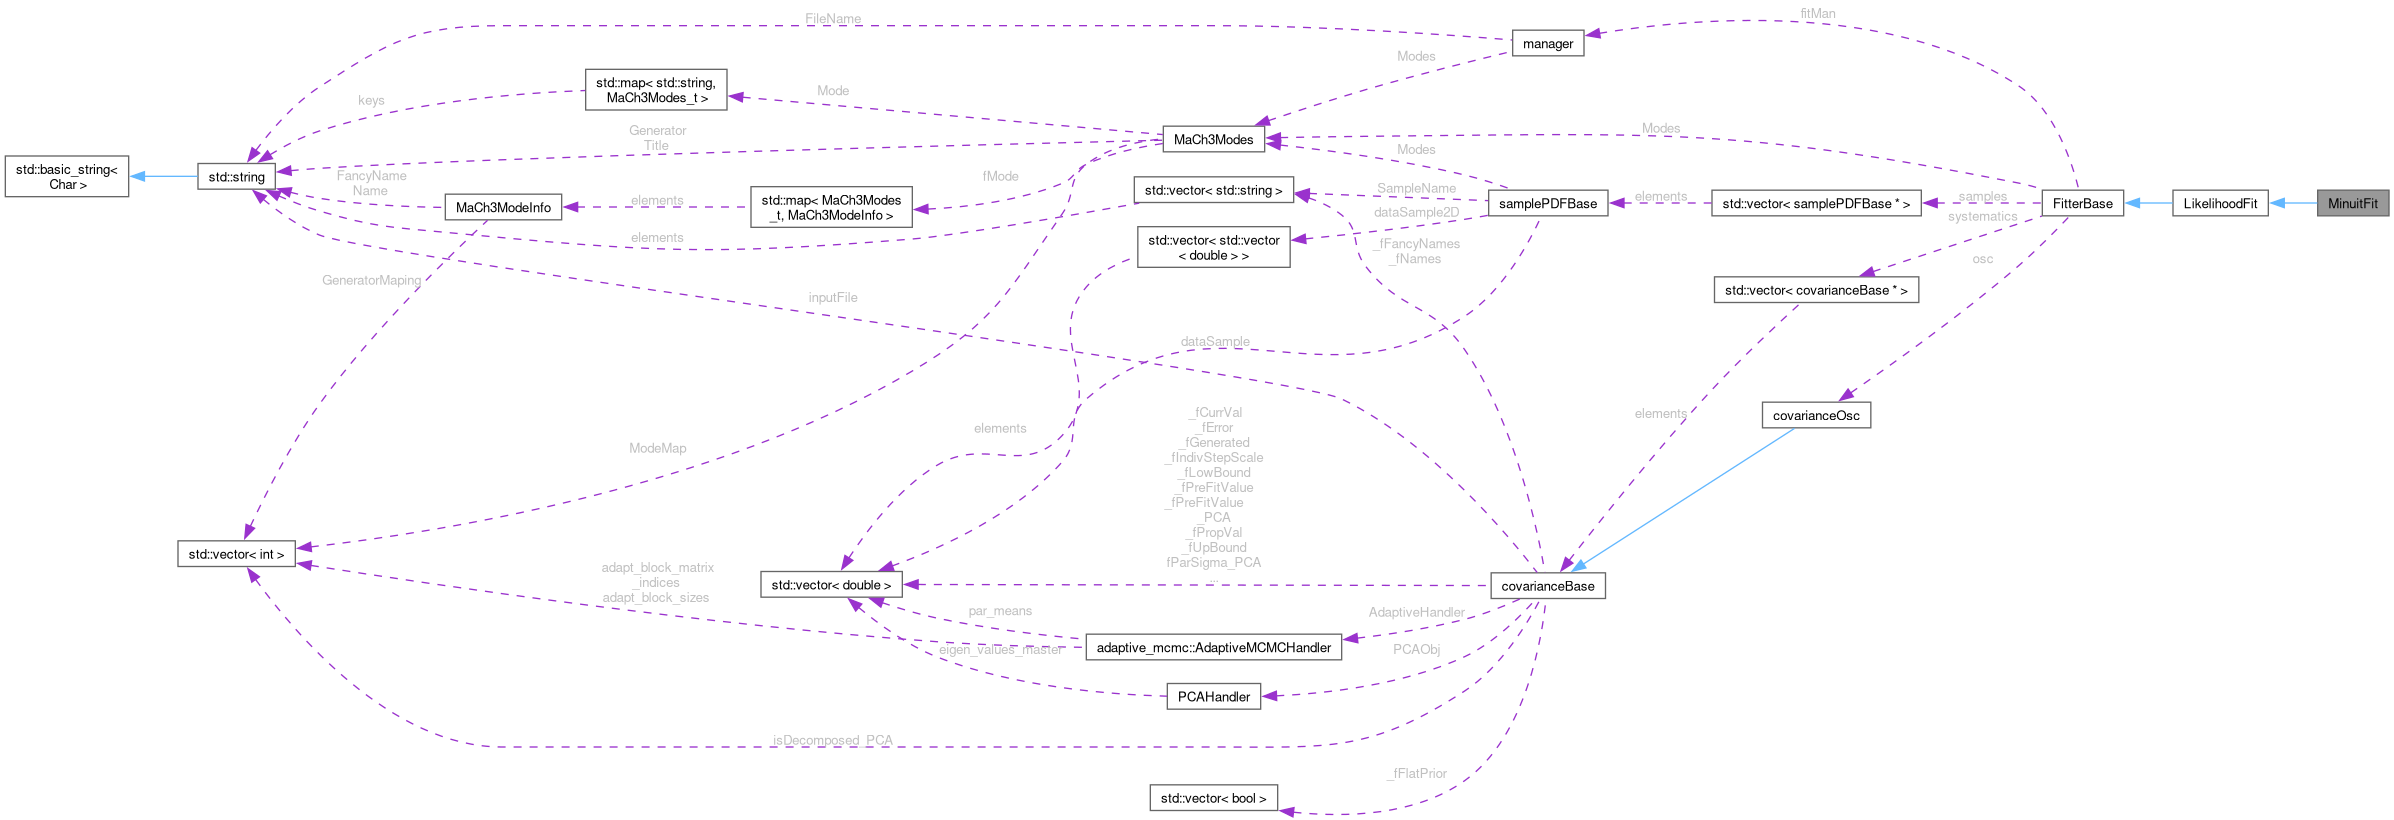 FileName
fitMan
manager
Modes
std::map< std::string,
MaCh3Modes_t >
keys
Mode
Generator
Title
MaCh3Modes
Modes
Modes
std::basic_string<
Char >
std::string
FancyName
Name
MaCh3ModeInfo
elements
std::map< MaCh3Modes
_t, MaCh3ModeInfo >
fMode
std::vector< std::string >
SampleName
samplePDFBase
elements
std::vector< samplePDFBase * >
samples
FitterBase
LikelihoodFit
MinuitFit
dataSample2D
systematics
elements
std::vector< std::vector
< double > >
_fFancyNames
_fNames
osc
GeneratorMaping
inputFile
std::vector< covarianceBase * >
dataSample
elements
covarianceOsc
elements
ModeMap
_fCurrVal
_fError
_fGenerated
_fIndivStepScale
_fLowBound
_fPreFitValue
_fPreFitValue
_PCA
_fPropVal
_fUpBound
fParSigma_PCA
...
std::vector< int >
adapt_block_matrix
_indices
adapt_block_sizes
std::vector< double >
covarianceBase
par_means
AdaptiveHandler
adaptive_mcmc::AdaptiveMCMCHandler
eigen_values_master
PCAObj
PCAHandler
isDecomposed_PCA
_fFlatPrior
std::vector< bool >